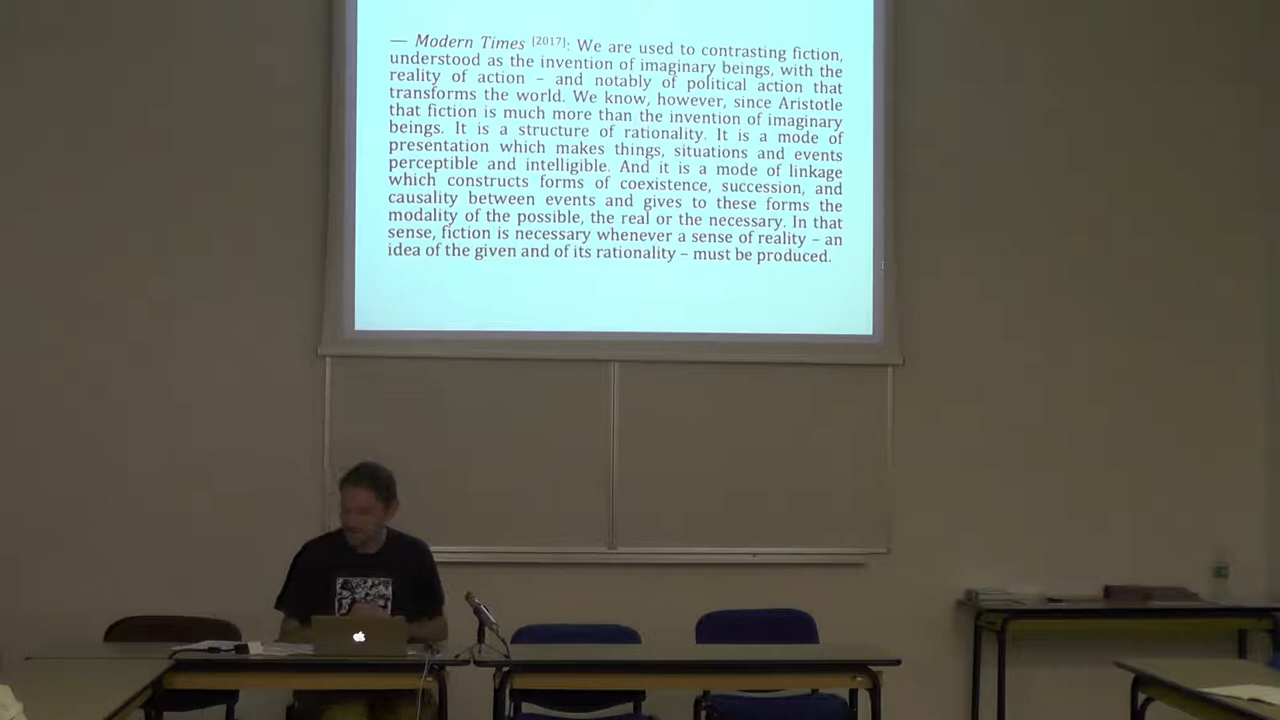 — Modern Times [2017]: We are used to contrasting fiction,
understood as the invention of imaginary beings, with the
reality of action – and notably of political action that
transforms the world. We know, however, since Aristotle
that fiction is much more than the invention of imaginary
beings. It is a structure of rationality. It is a mode of
presentation which makes things, situations and events
perceptible and intelligible. And it is a mode of linkage
which constructs forms of coexistence, succession, and
causality between events and gives to these forms the
modality of the possible, the real or the necessary. In that
sense, fiction is necessary whenever a sense of reality – an
idea of the given and of its rationality – must be produced.